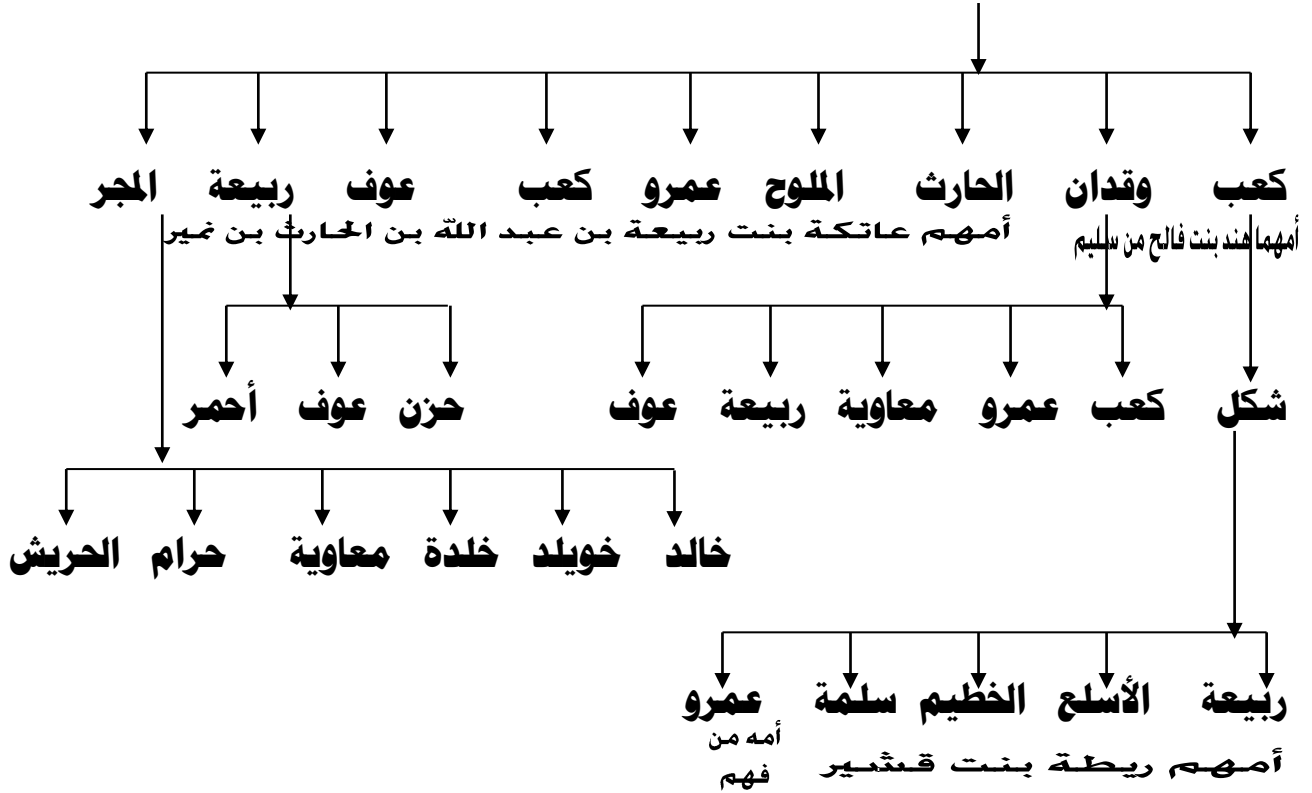 كعب وقدان الحارث الملوح عمرو كعب عوف ربيعة المجر
أمهما هند بنت فالح من سليم أمهم عاتكة بنت ربيعة بن عبد الله بن الحارث بن نمير
شكل كعب عمرو معاوية ربيعة عوف حزن عوف أحمر
خالد خويلد خلدة معاوية حرام الحريش
ربيعة الأسلع الخطيم سلمة عمرو
أمهم ريطة بنت قشير أمه من
فهم